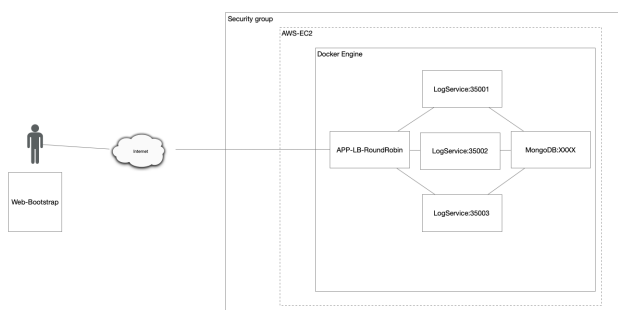 Security group
AWS-EC2
Docker Engine
LogService:35001
Internet
APP-LB-RoundRobin
LogService:35002
MongoDB:XXXX
Web-Bootstrap
LogService:35003